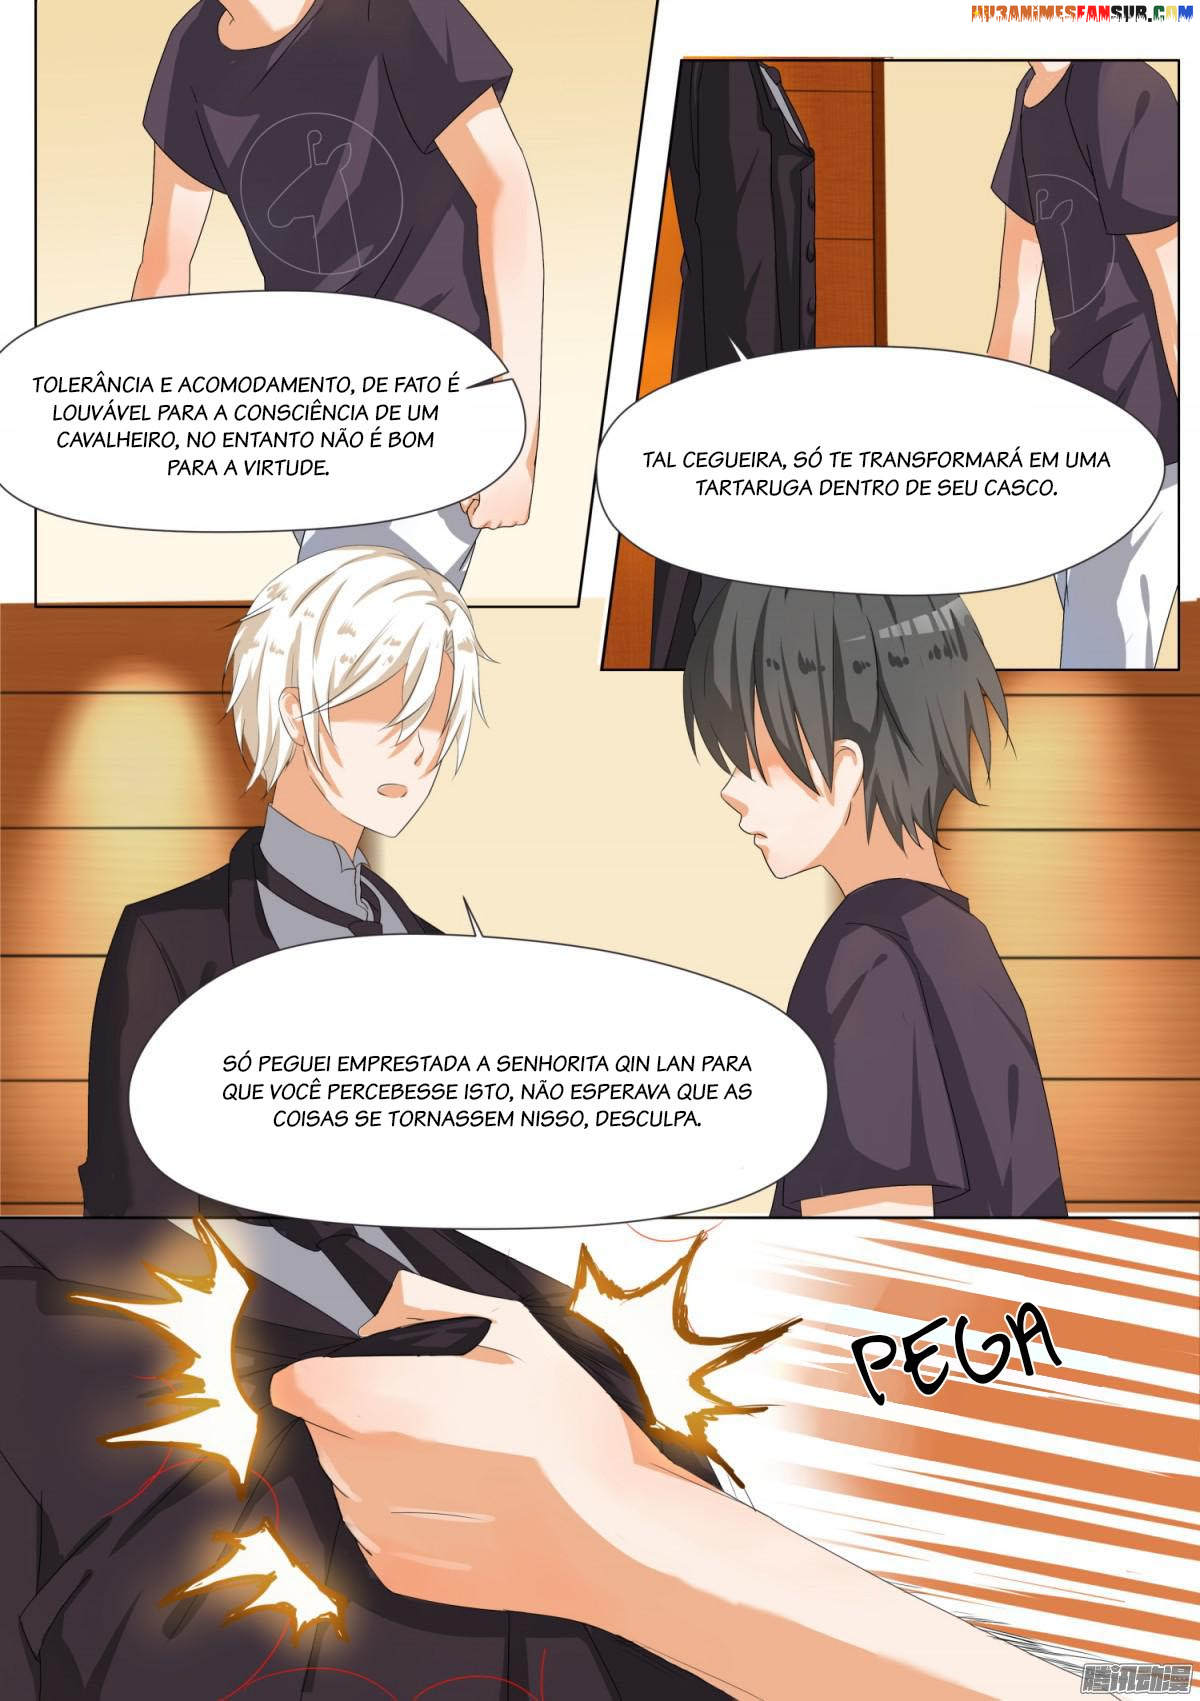 HU3ANIMESFANSUB.COM
TOLERÂNCIA E ACOMODAMENTO, DE FATO É
LOUVÁVEL PARA A CONSCIÊNCIA DE UM
CAVALHEIRO, NO ENTANTO NÃO É BOM
PARA A VIRTUDE.
TAL CEGUEIRA, SÓ TE TRANSFORMARÁ EM UMA
TARTARUGA DENTRO DE SEU CASCO.
SÓ PEGUEI EMPRESTADA A SENHORITA QIN LAN PARA
QUE VOCÊ PERCEBESSE ISTO, NÃO ESPERAVA QUE AS
COISAS SE TORNASSEM NISSO, DESCULPA.
PEGA
腾讯动漫